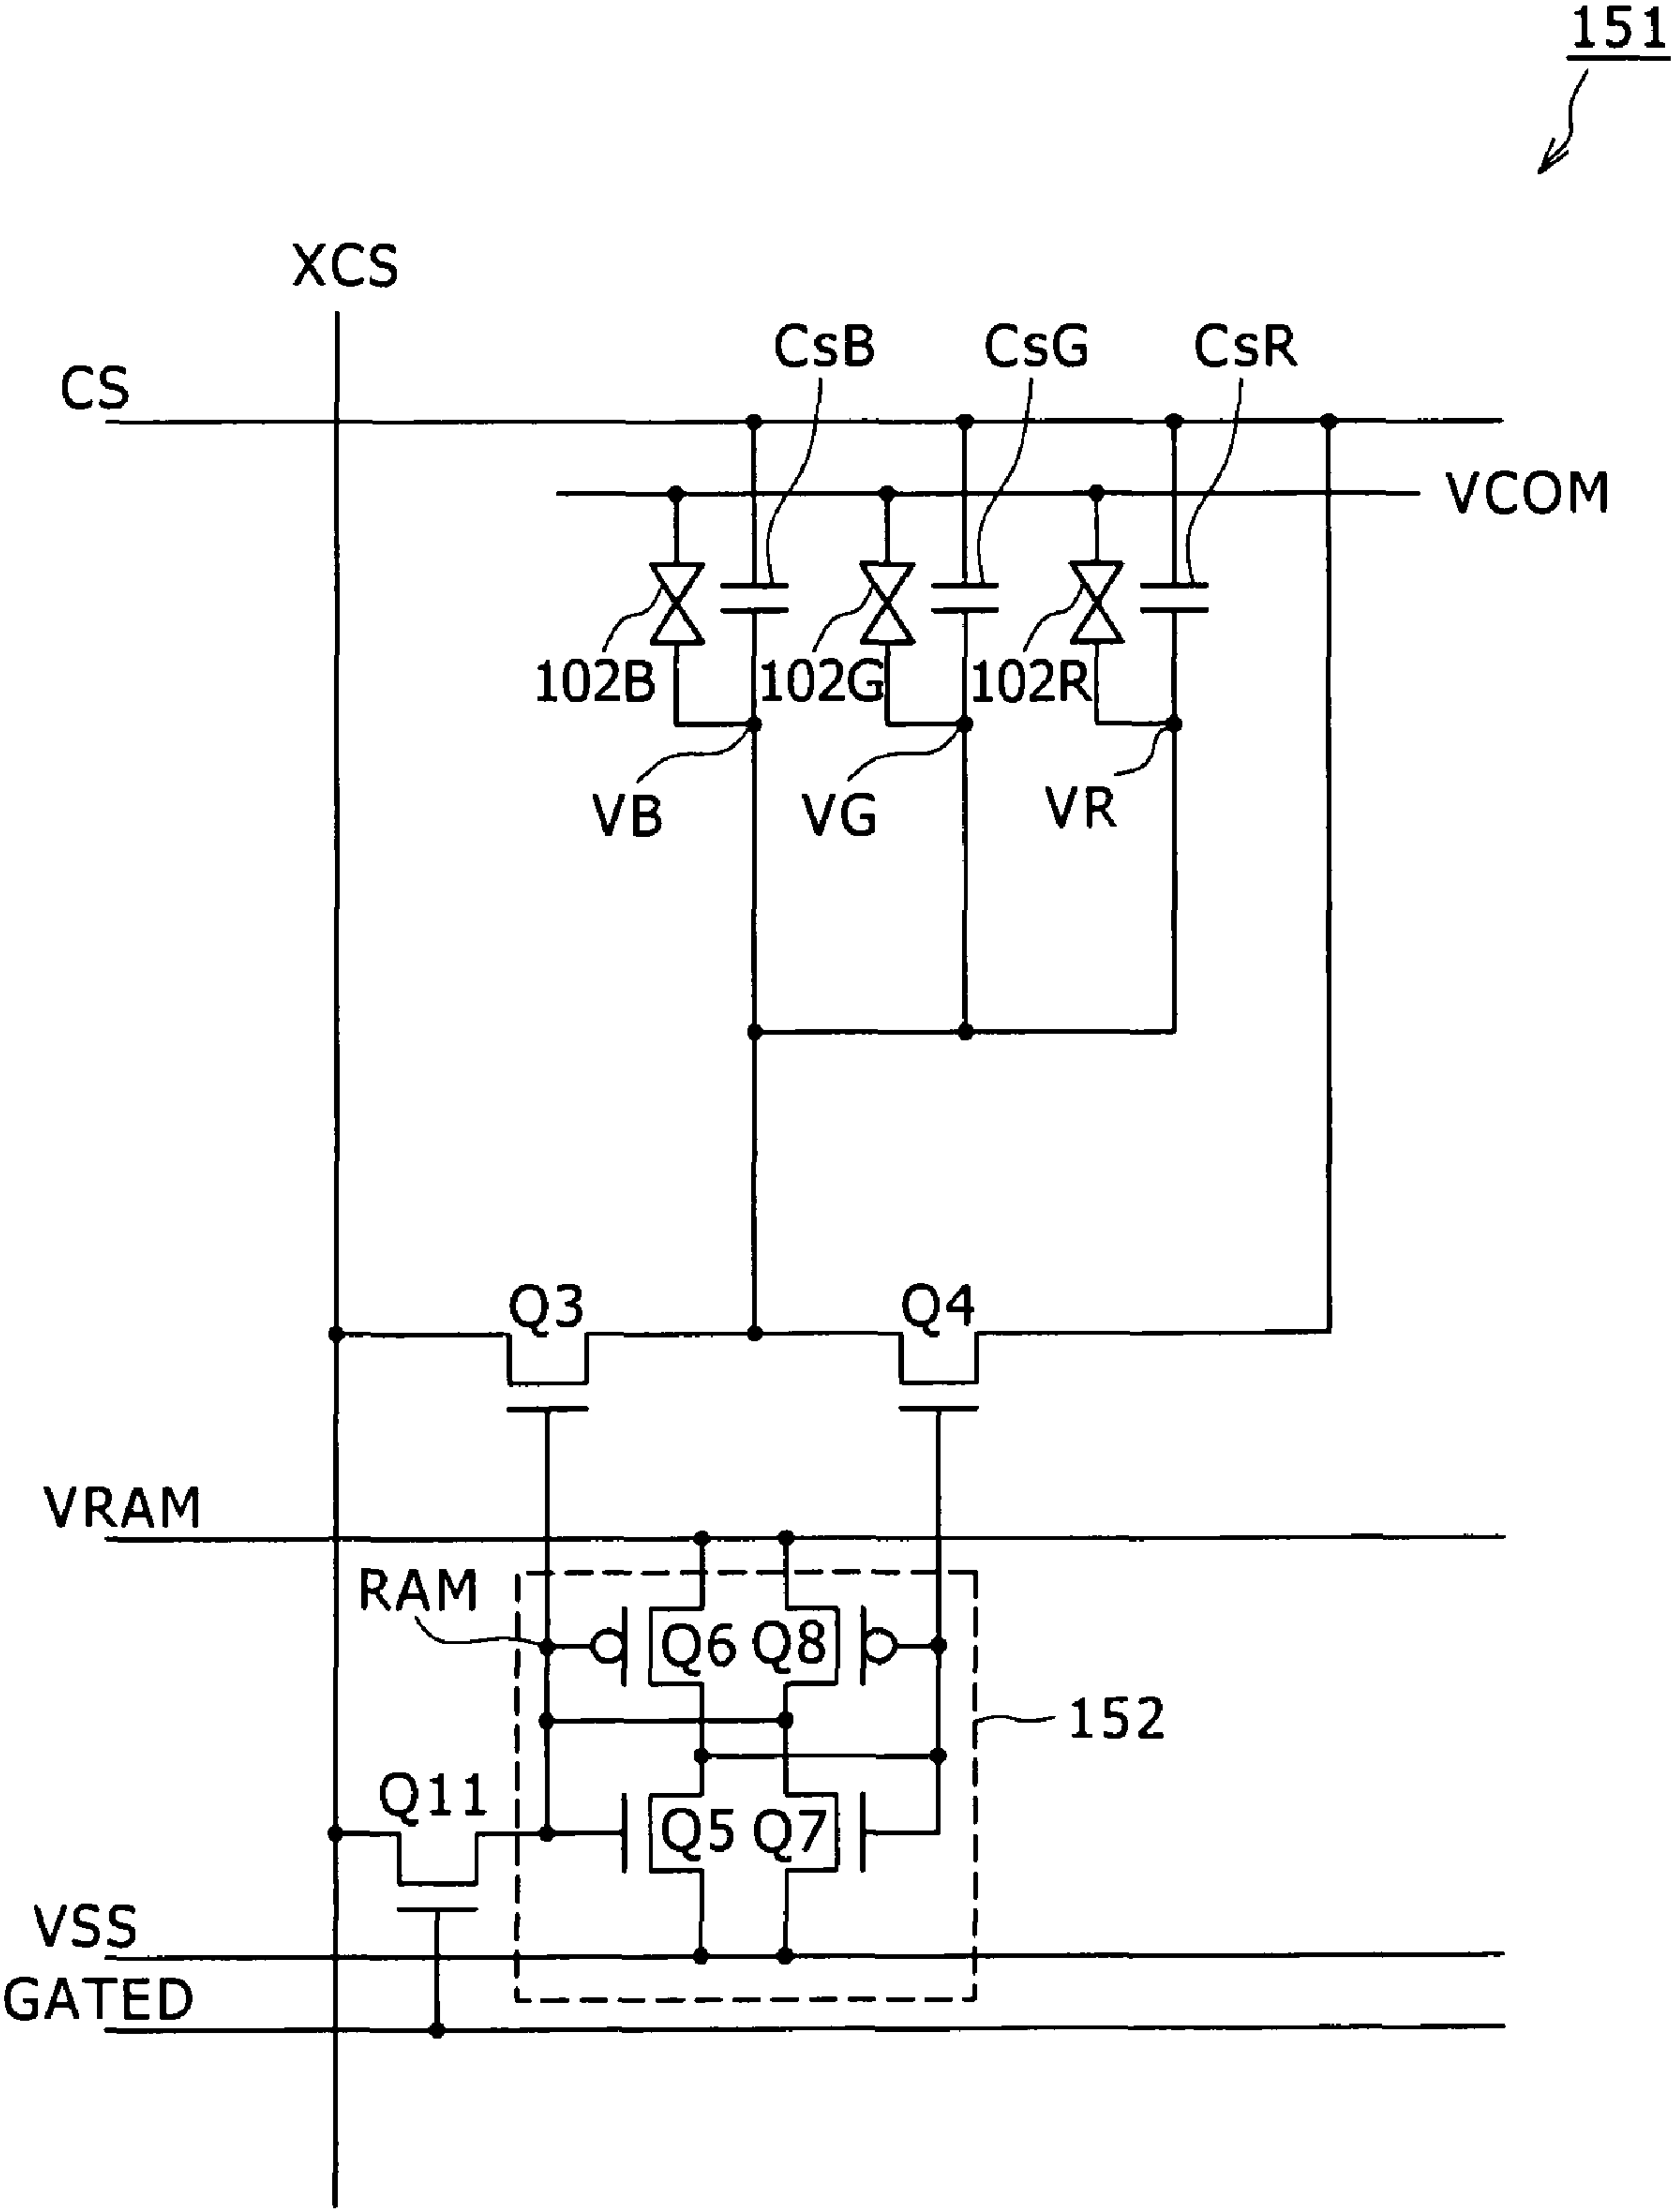 151
XCS
CsB CsG CsR
CS
VCOM
102B 102G 102R
VB VG VR
Q3 Q4
VRAM
RAM
Q6 Q8
152
Q11
Q5 Q7
VSS
GATED